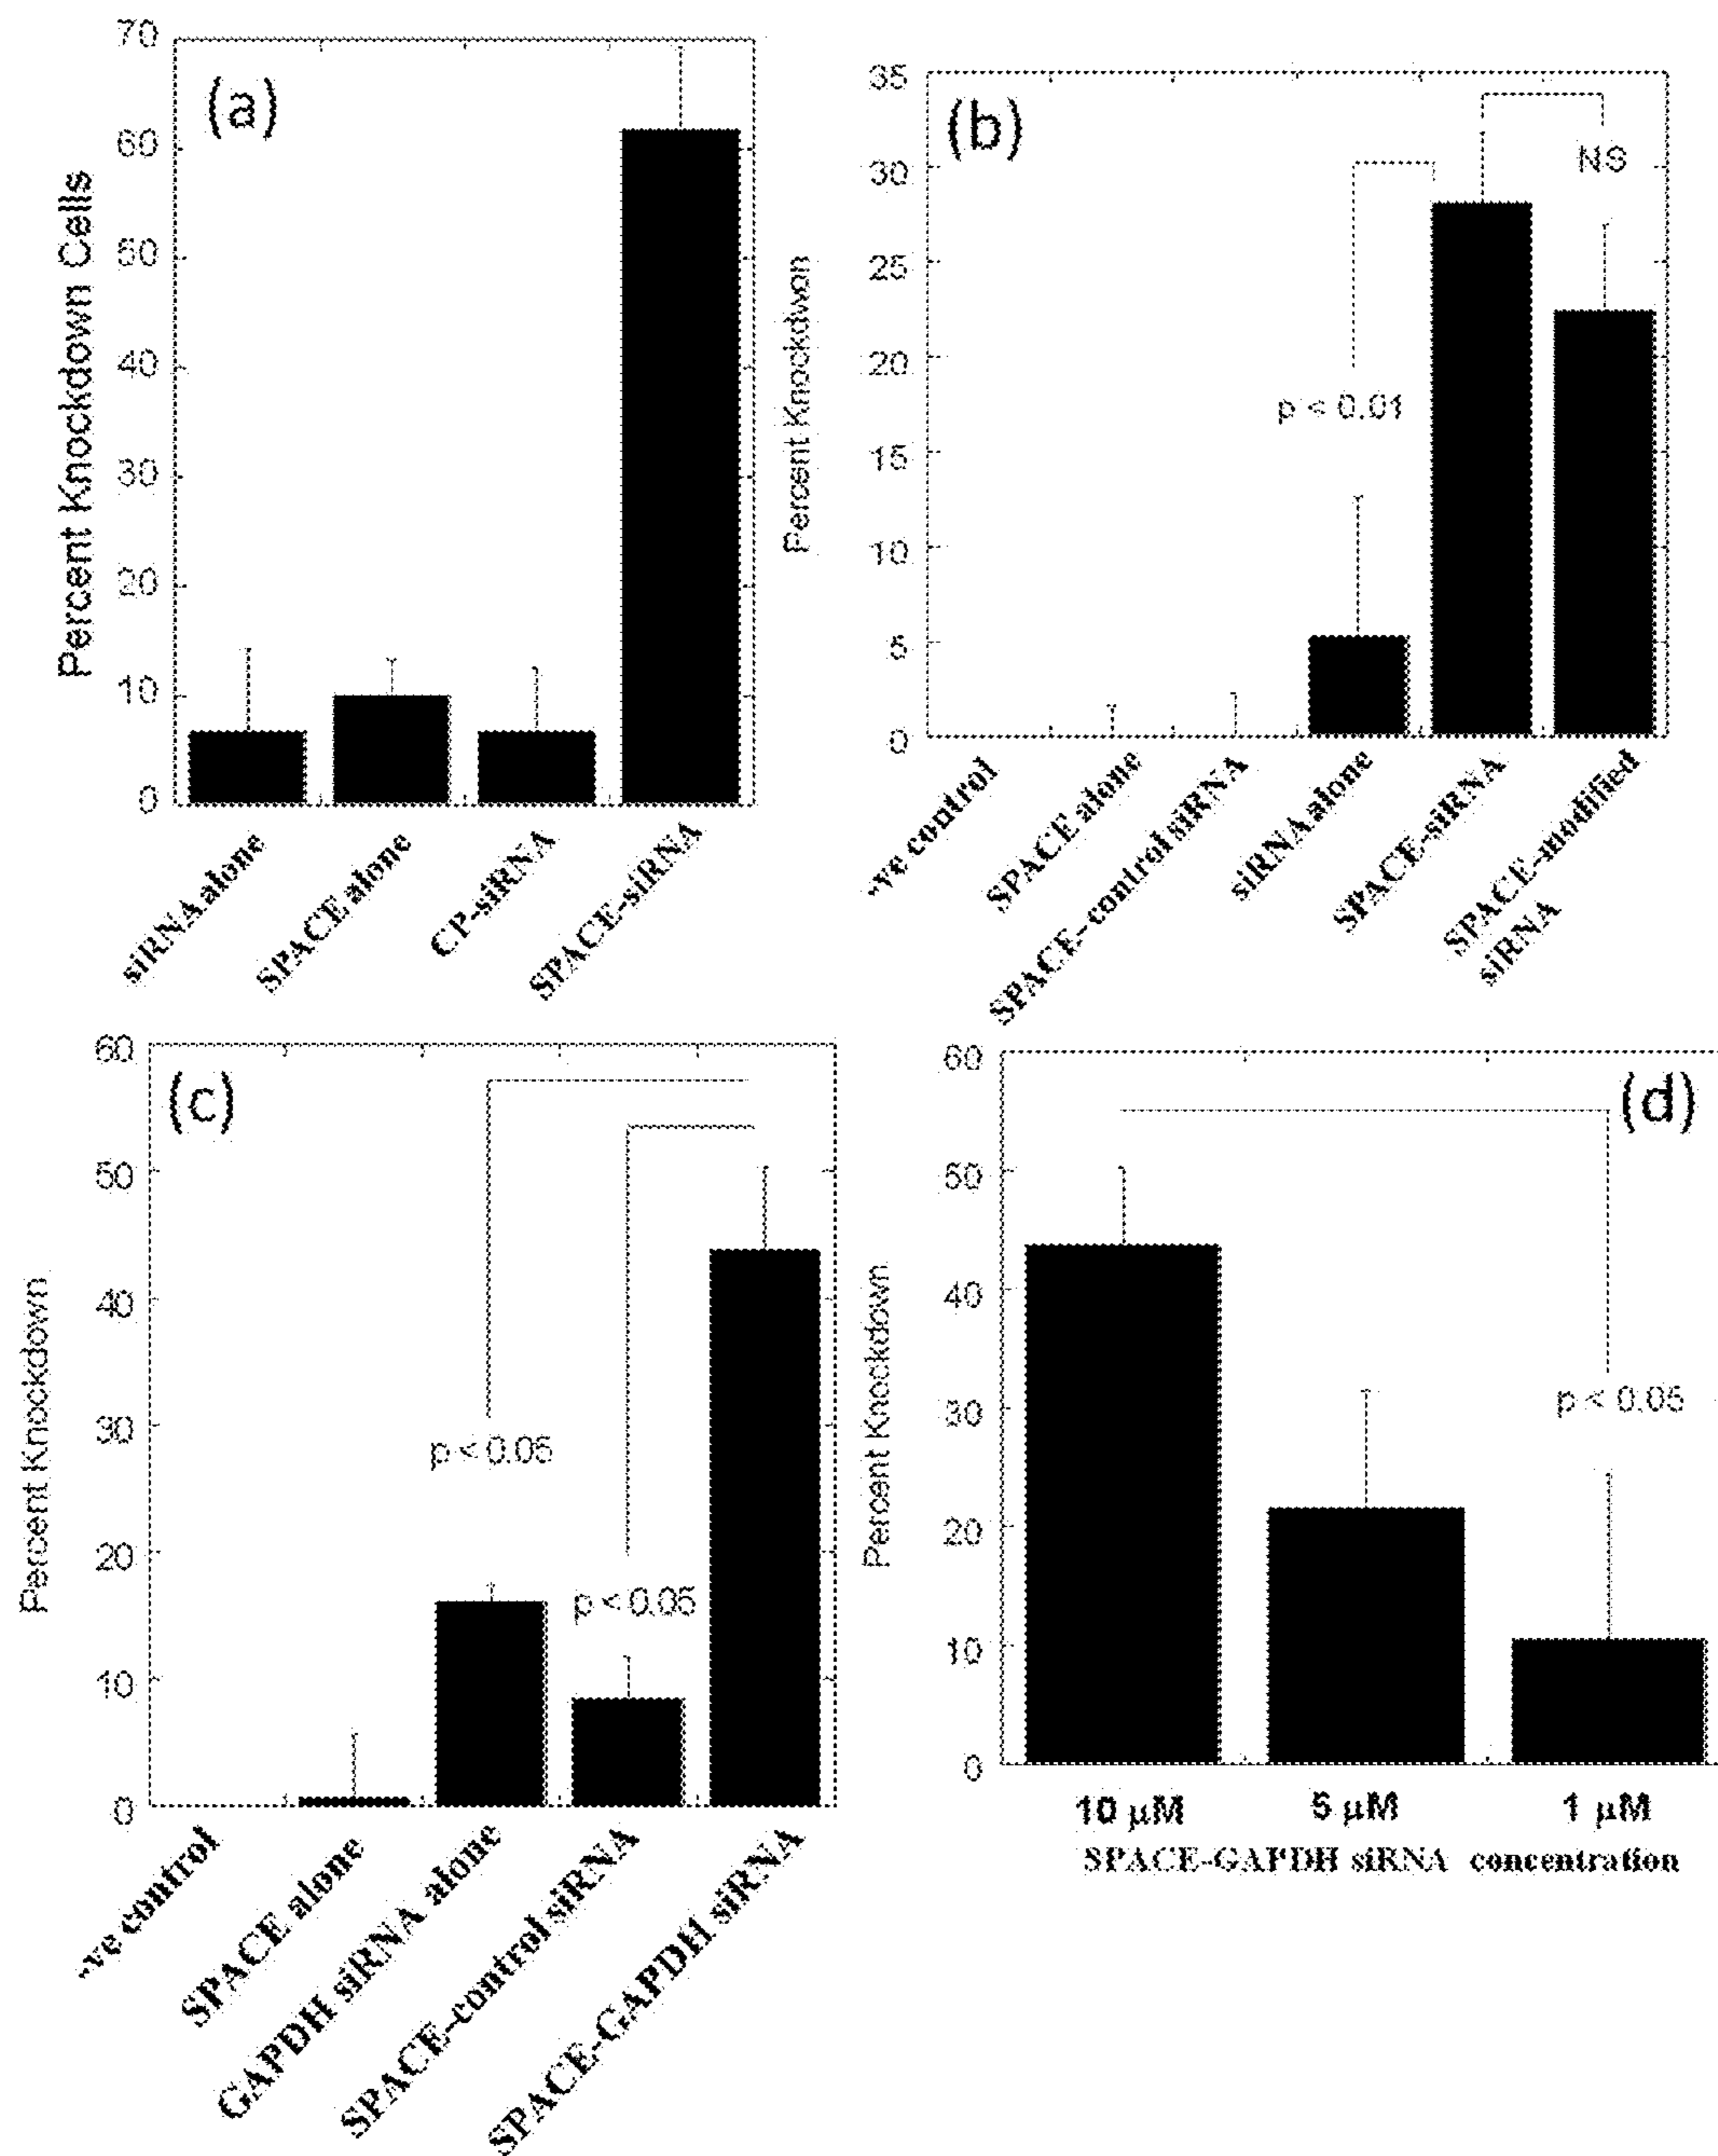 (a)
Percent Knockdown Cells
70
60
50
40
30
20
10
0
siRNA alone
SPACE alone
CP-siRNA
SPACE-siRNA
(b)
Percent Knockdwon
35
30
25
20
15
10
5
0
NS
p < 0.01
-ve control
SPACE alone
SPACE-control siRNA
siRNA alone
SPACE-siRNA
SPACE-modified
siRNA
(c)
Percent Knockdown
60
50
40
30
20
10
0
p < 0.05
p < 0.05
-ve control
SPACE alone
GAPDH siRNA alone
SPACE-control siRNA
SPACE-GAPDH siRNA
(d)
Percent Knockdown
60
50
40
30
20
10
0
p < 0.05
10 μM 5 μM 1 μM
SPACE-GAPDH siRNA concentration